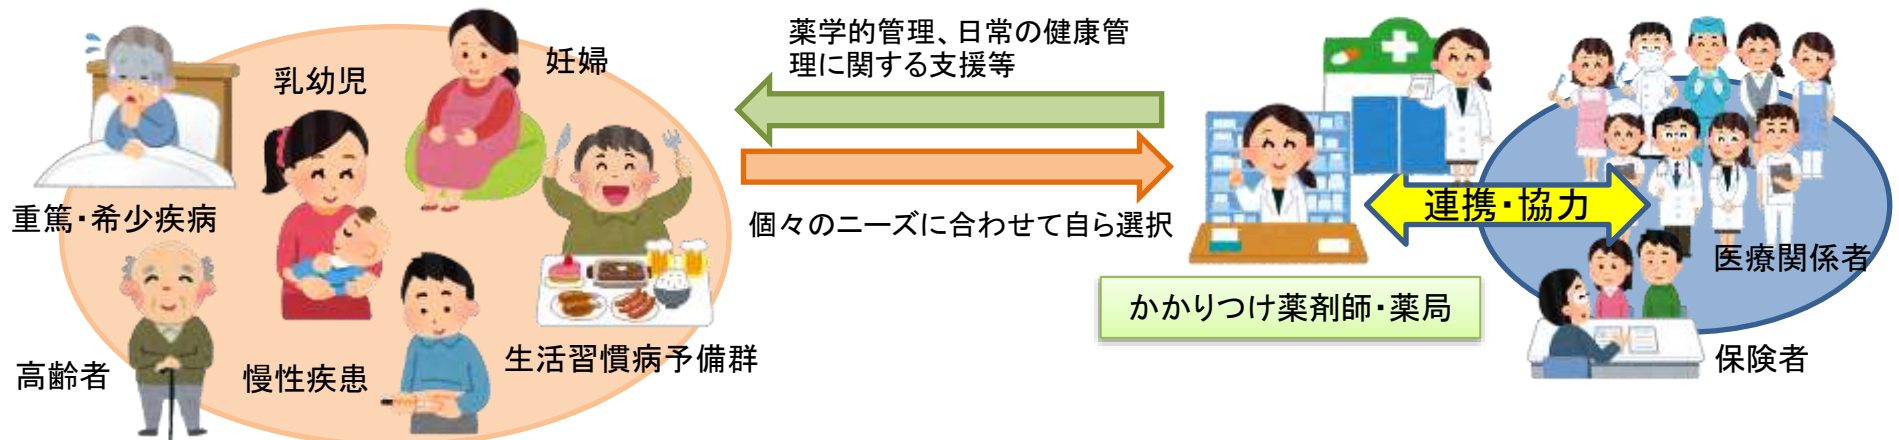 妊婦
乳幼児
重篤・希少疾病
高齢者
慢性疾患
生活習慣病予備群
薬学的管理、日常の健康管
理に関する支援等
個々のニーズに合わせて自ら選択
かかりつけ薬剤師・薬局
連携・協力
医療関係者
保険者